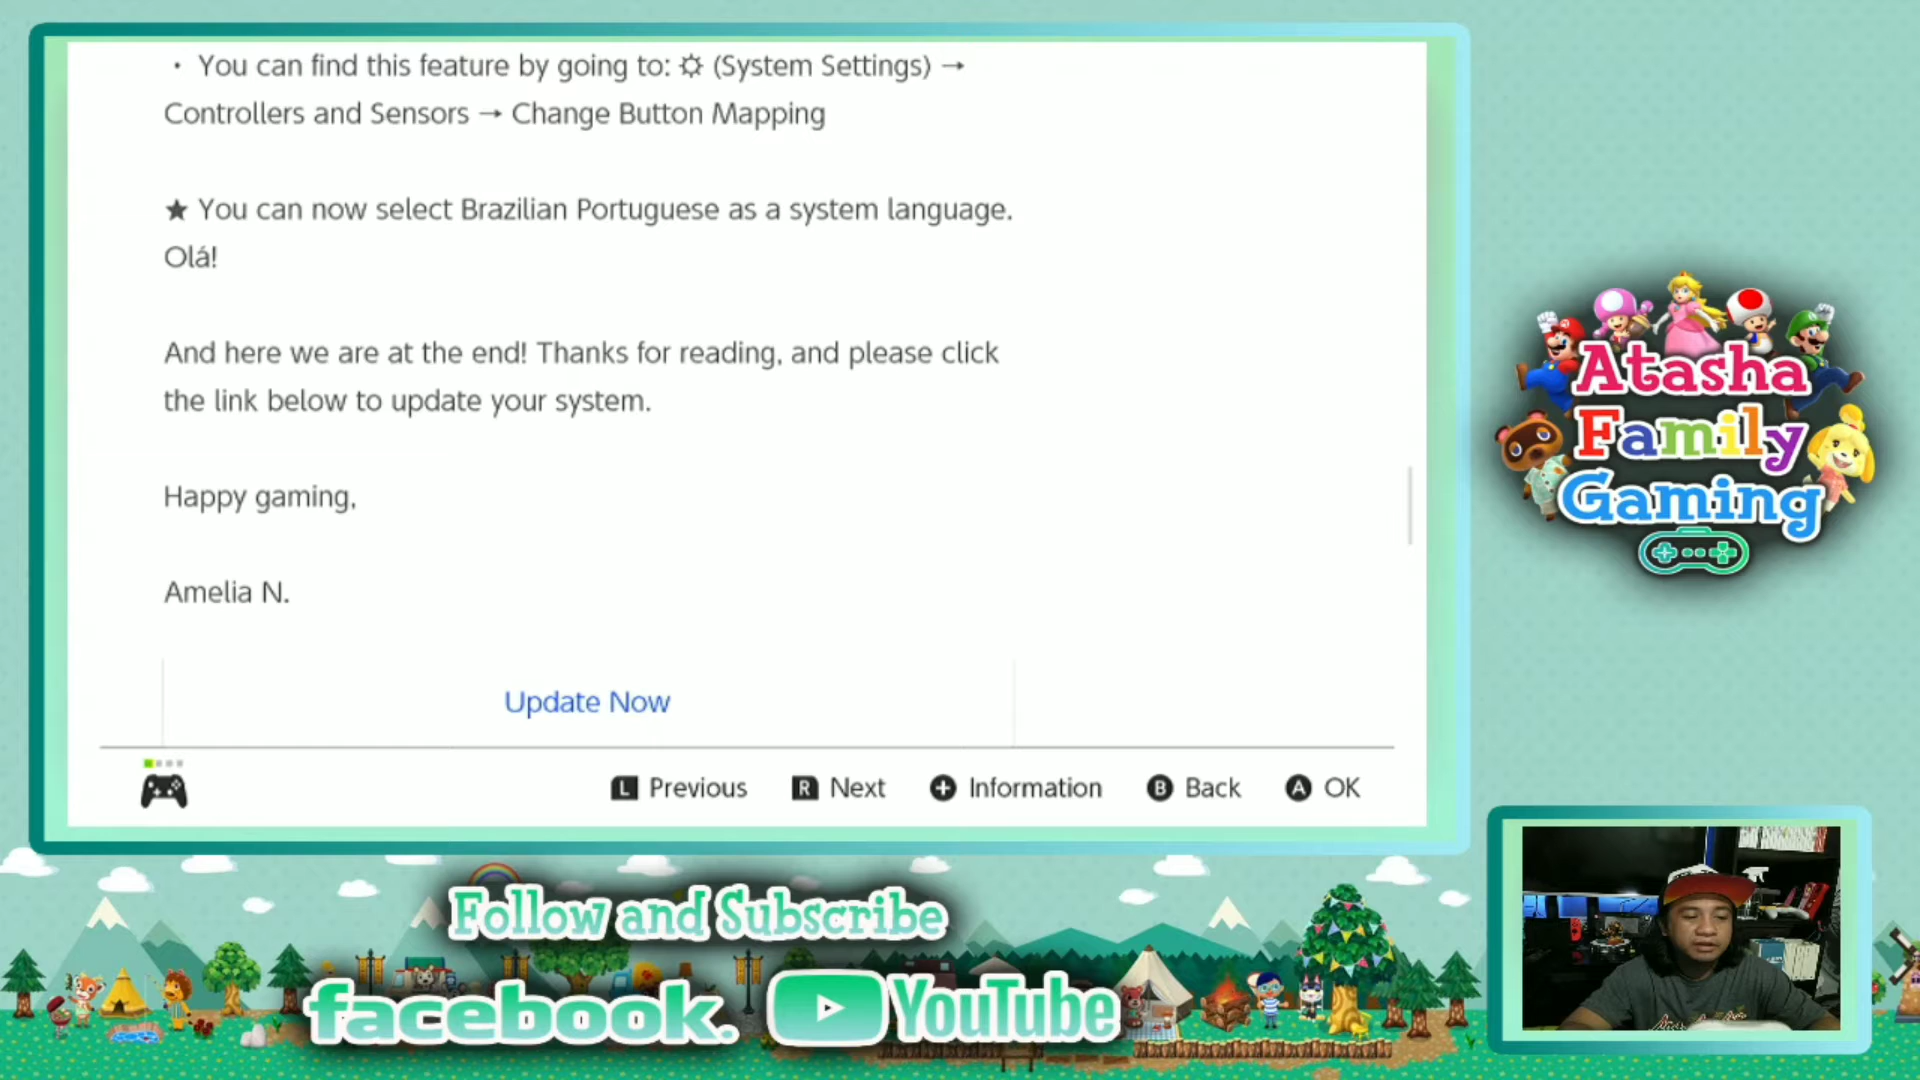 • You can find this feature by going to: (System Settings) →
Controllers and Sensors → Change Button Mapping
★ You can now select Brazilian Portuguese as a system language.
Olá!
And here we are at the end! Thanks for reading, and please click
the link below to update your system.
Happy gaming,
Amelia N.
Update Now
L Previous R Next + Information B Back A OK
Atasha
Family
Gaming
Follow and Subscribe
facebook. YouTube